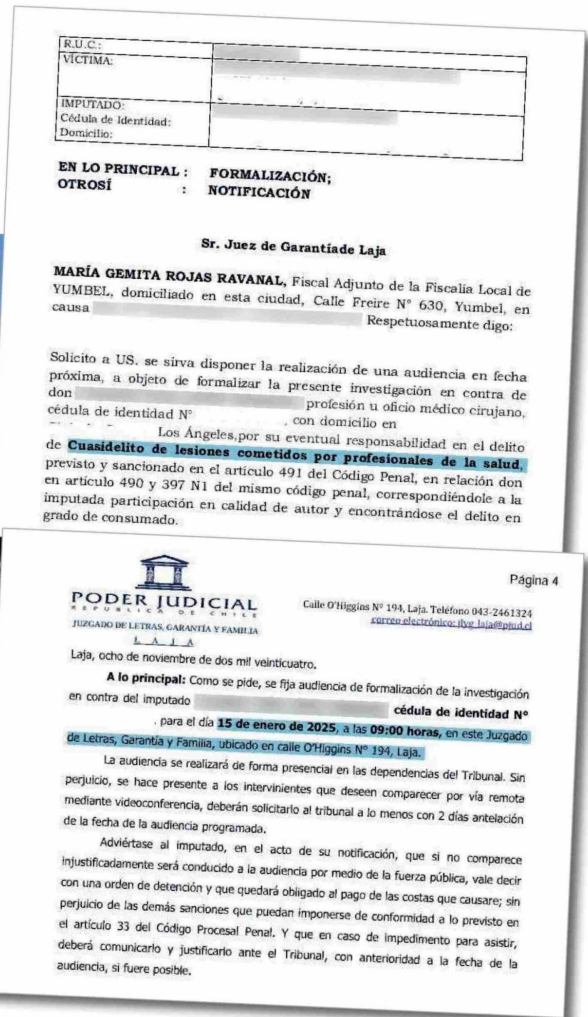 R.U.C.:
VÍCTIMA:
IMPUTADO:
Cédula de Identidad:
Domicilio:
EN LO PRINCIPAL : FORMALIZACIÓN;
OTROSÍ : NOTIFICACIÓN
Sr. Juez de Garantíade Laja
MARÍA GEMITA ROJAS RAVANAL, Fiscal Adjunto de la Fiscalía Local de
YUMBEL, domiciliado en esta ciudad, Calle Freire N° 630, Yumbel, en
causa Respetuosamente digo:
Solicito a US. se sirva disponer la realización de una audiencia en fecha
próxima, a objeto de formalizar la presente investigación en contra de
don profesión u oficio médico cirujano,
cédula de identidad N° , con domicilio en
Los Ángeles,por su eventual responsabilidad en el delito
de Cuasidelito de lesiones cometidos por profesionales de la salud,
previsto y sancionado en el artículo 491 del Código Penal, en relación don
en artículo 490 y 397 N1 del mismo código penal, correspondiéndole a la
imputada participación en calidad de autor y encontrándose el delito en
grado de consumado.
Página 4
PODER JUDICIAL
REPUBLICA DE CHILE
JUZGADO DE LETRAS, GARANTÍA Y FAMILIA
LAJA
Calle O'Higgins Nº 194, Laja. Teléfono 043-2461324
correo electrónico: jlyg_laja@pjud.cl
Laja, ocho de noviembre de dos mil veinticuatro.
A lo principal: Como se pide, se fija audiencia de formalización de la investigación
en contra del imputado cédula de identidad Nº
, para el día 15 de enero de 2025, a las 09:00 horas, en este Juzgado
de Letras, Garantía y Familia, ubicado en calle O'Higgins Nº 194, Laja.
La audiencia se realizará de forma presencial en las dependencias del Tribunal. Sin
perjuicio, se hace presente a los intervinientes que deseen comparecer por vía remota
mediante videoconferencia, deberán solicitarlo al tribunal a lo menos con 2 días antelación
de la fecha de la audiencia programada.
Adviértase al imputado, en el acto de su notificación, que si no comparece
injustificadamente será conducido a la audiencia por medio de la fuerza pública, vale decir
con una orden de detención y que quedará obligado al pago de las costas que causare; sin
perjuicio de las demás sanciones que puedan imponerse de conformidad a lo previsto en
el artículo 33 del Código Procesal Penal. Y que en caso de impedimento para asistir,
deberá comunicarlo y justificarlo ante el Tribunal, con anterioridad a la fecha de la
audiencia, si fuere posible.